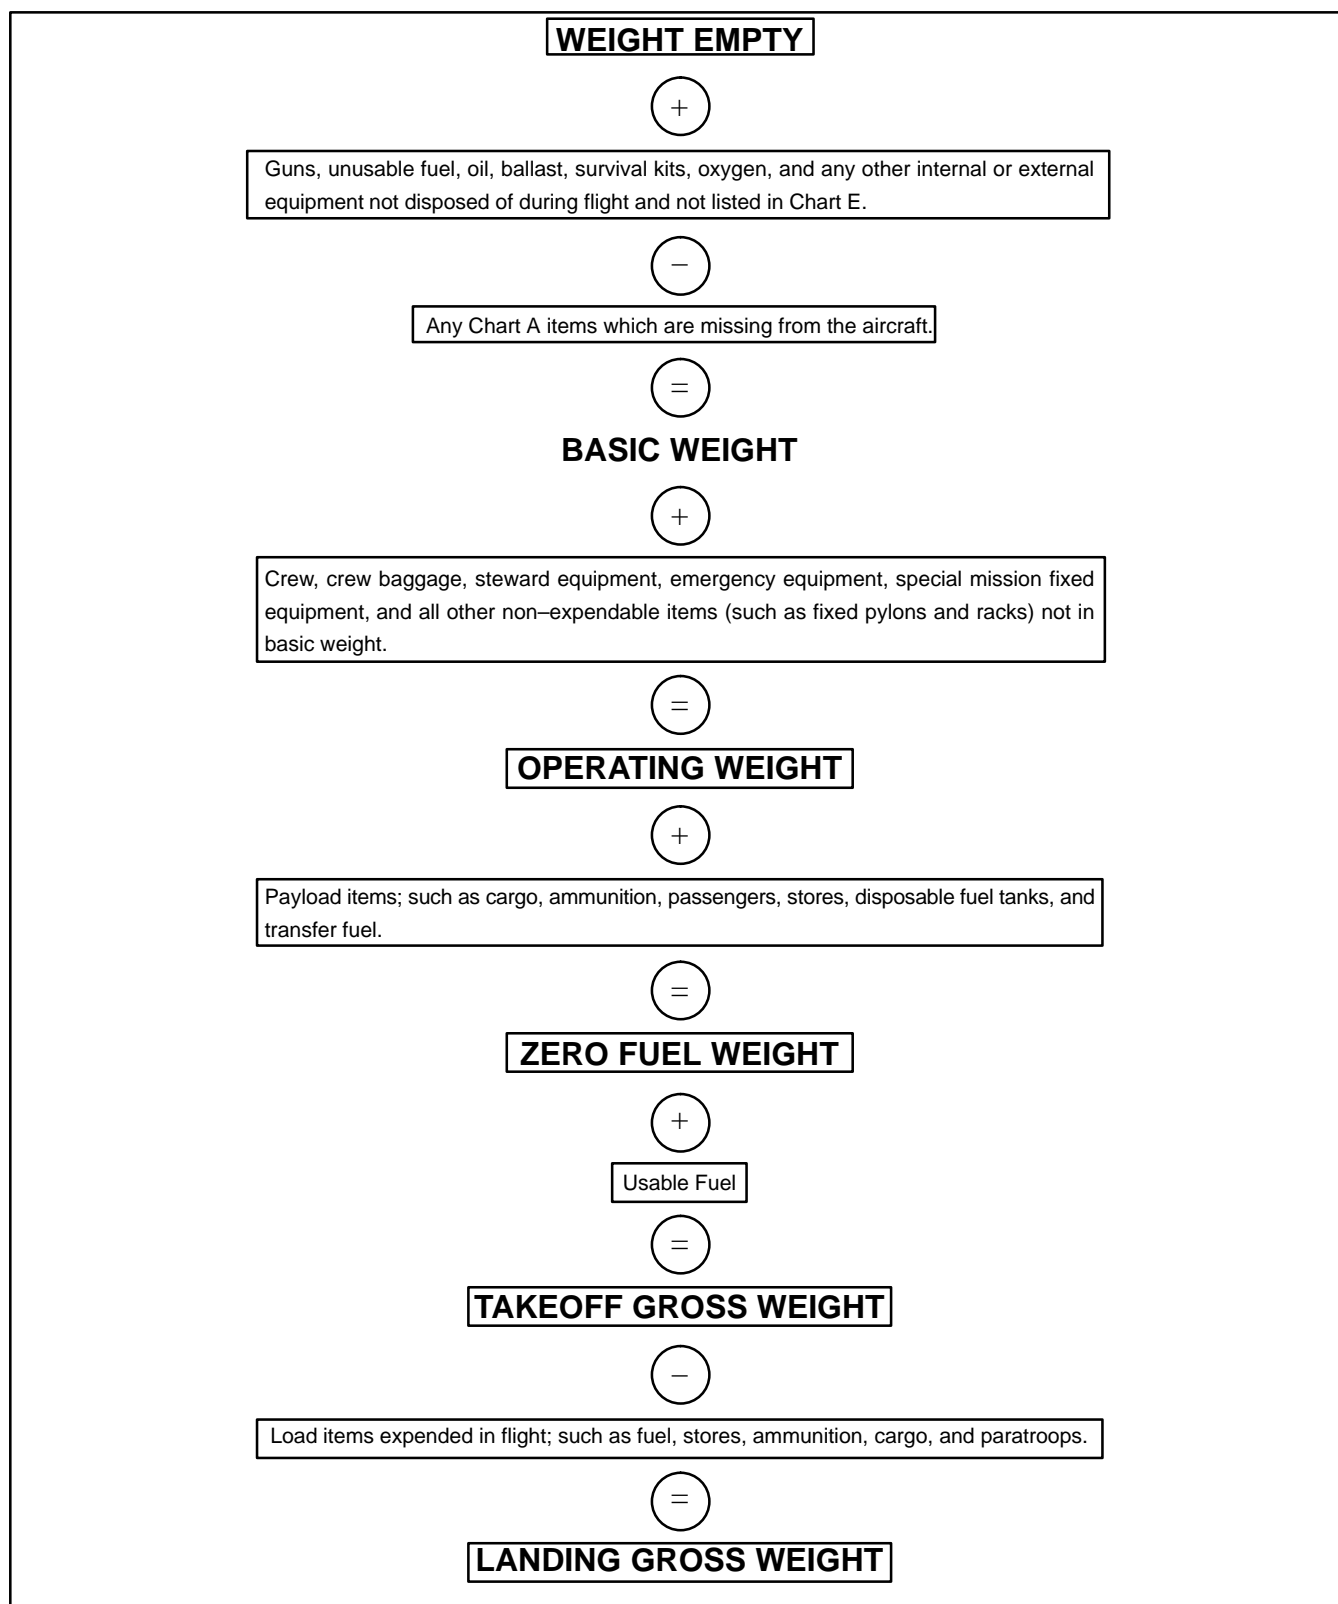 WEIGHT EMPTY
+
Guns, unusable fuel, oil, ballast, survival kits, oxygen, and any other internal or external
equipment not disposed of during flight and not listed in Chart E.
−
Any Chart A items which are missing from the aircraft.
=
BASIC WEIGHT
+
Crew, crew baggage, steward equipment, emergency equipment, special mission fixed
equipment, and all other non–expendable items (such as fixed pylons and racks) not in
basic weight.
=
OPERATING WEIGHT
+
Payload items; such as cargo, ammunition, passengers, stores, disposable fuel tanks, and
transfer fuel.
=
ZERO FUEL WEIGHT
+
Usable Fuel
=
TAKEOFF GROSS WEIGHT
−
Load items expended in flight; such as fuel, stores, ammunition, cargo, and paratroops.
=
LANDING GROSS WEIGHT